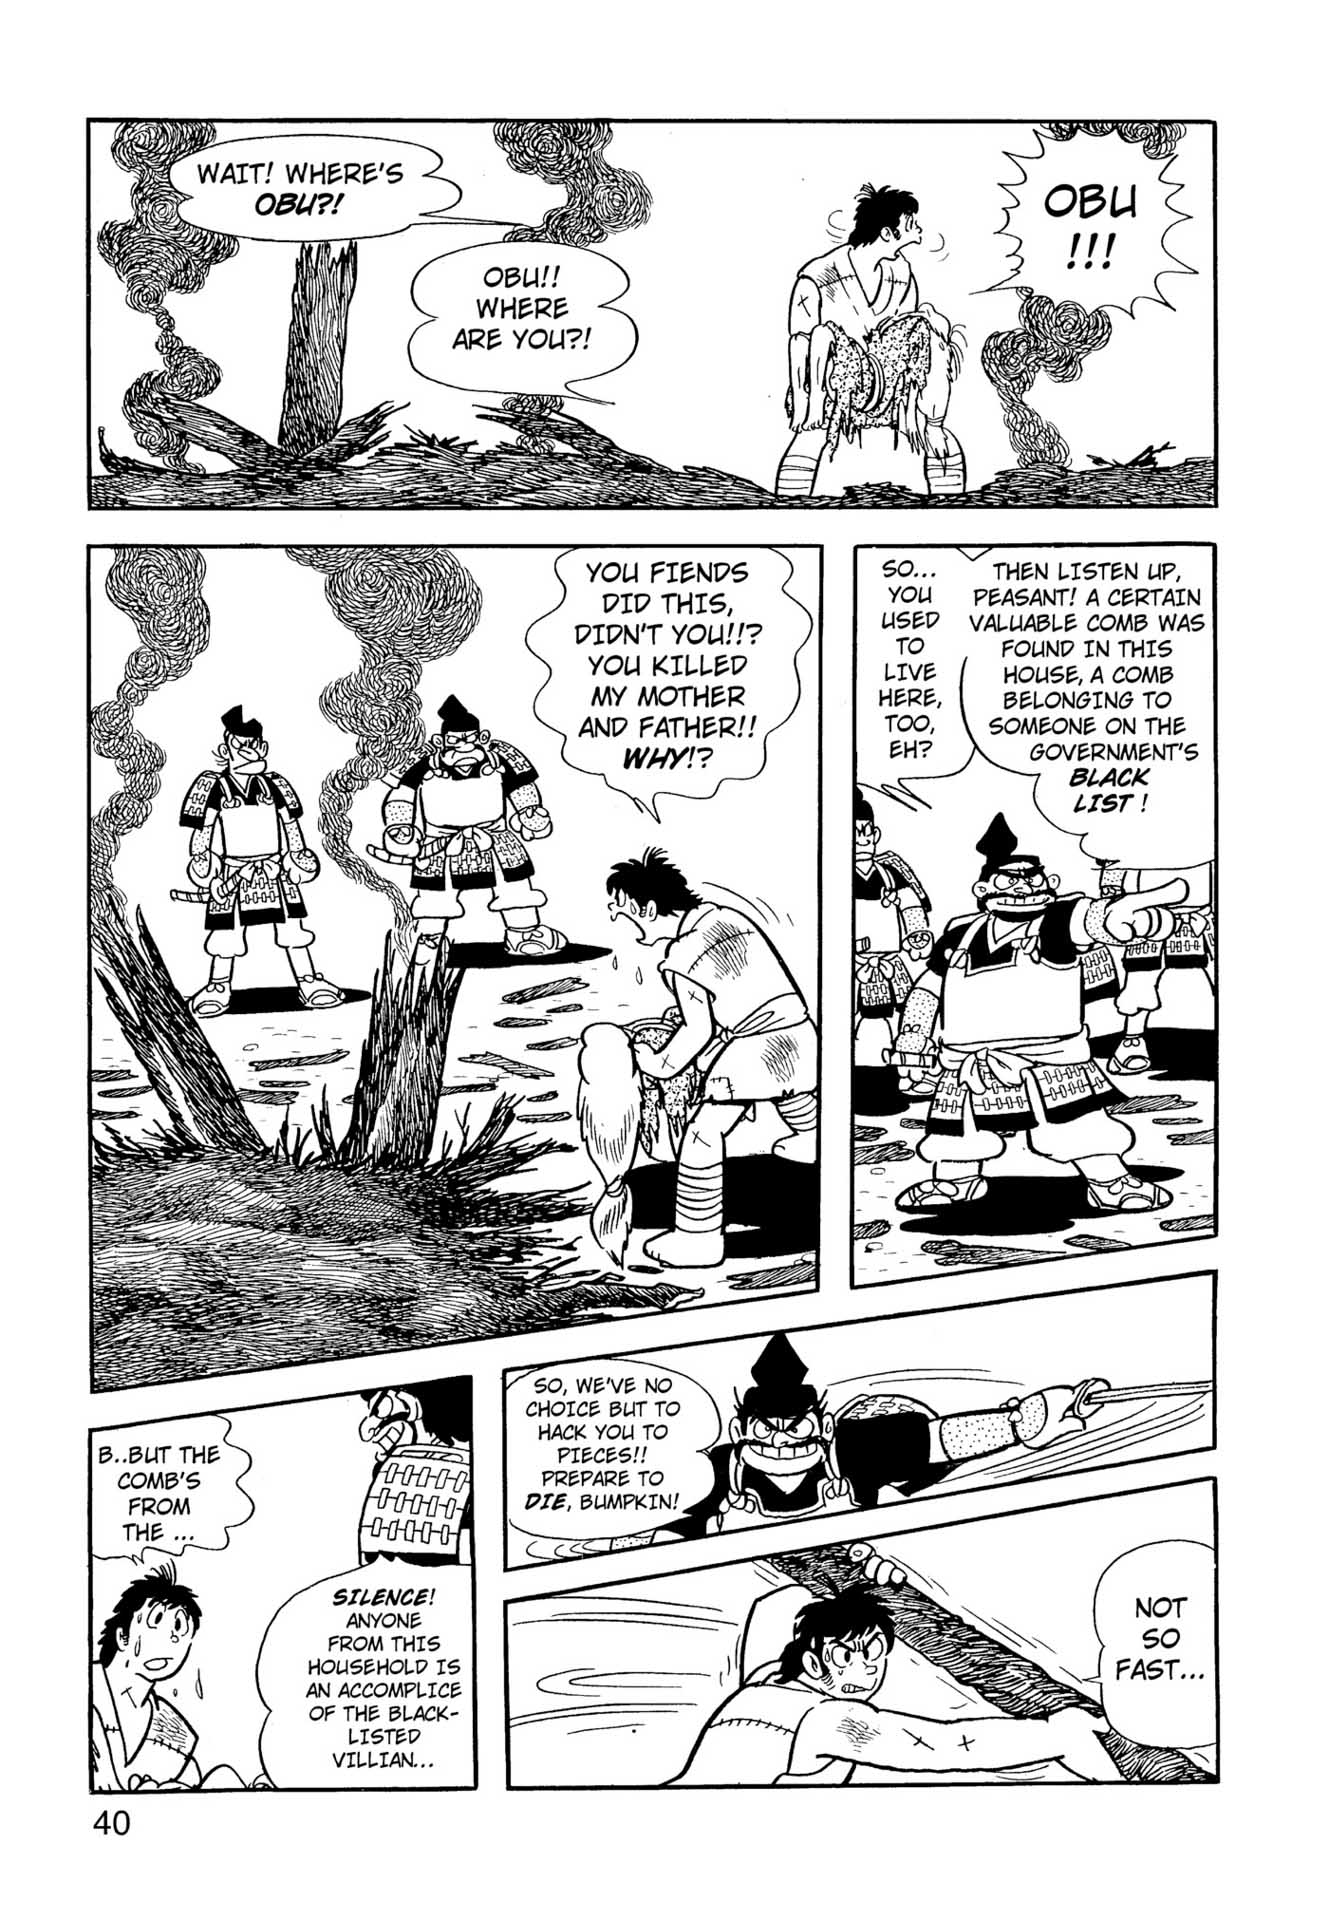 WAIT! WHERE'S
OBU?!
OBU!!
WHERE
ARE YOU?!
OBU
!!!
YOU FIENDS
DID THIS,
DIDN'T YOU!!?
YOU KILLED
MY MOTHER
AND FATHER!!
WHY!?
SO...
YOU
USED
TO
LIVE
HERE,
TOO,
EH?
THEN LISTEN UP,
PEASANT! A CERTAIN
VALUABLE COMB WAS
FOUND IN THIS
HOUSE, A COMB
BELONGING TO
SOMEONE ON THE
GOVERNMENT'S
BLACK
LIST!
B..BUT THE
COMB'S
FROM
THE ...
SILENCE!
ANYONE
FROM THIS
HOUSEHOLD IS
AN ACCOMPLICE
OF THE BLACK-
LISTED
VILLIAN...
SO, WE'VE NO
CHOICE BUT TO
HACK YOU TO
PIECES!!
PREPARE TO
DIE, BUMPKIN!
NOT
SO
FAST...
40